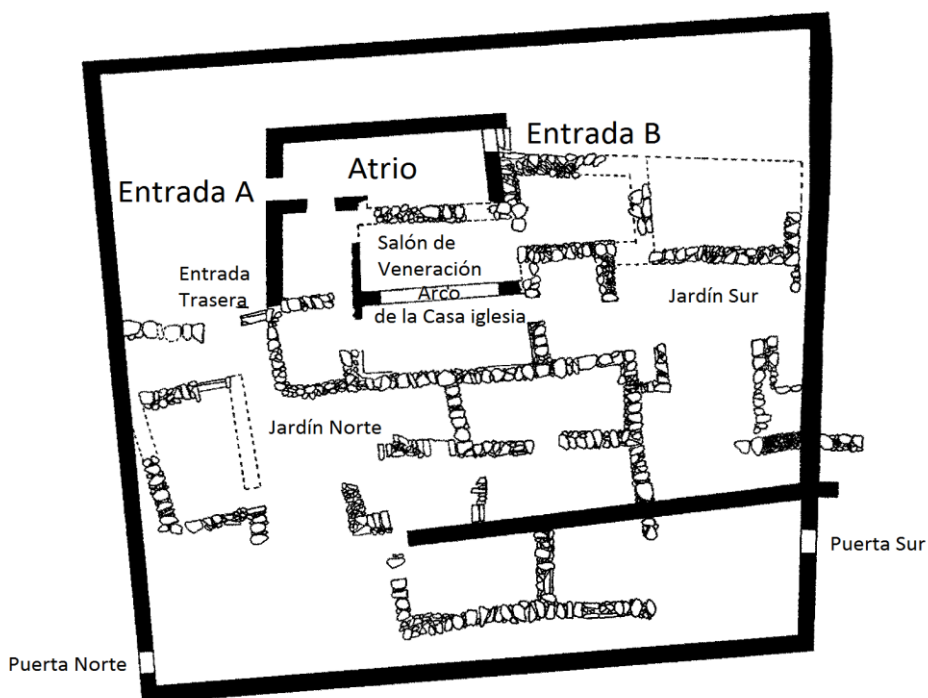 Entrada B
Atrio
Entrada A
Salón de
Veneración
Entrada
Trasera
Arco
de la Casa iglesia
Jardín Sur
Jardín Norte
Puerta Sur
Puerta Norte